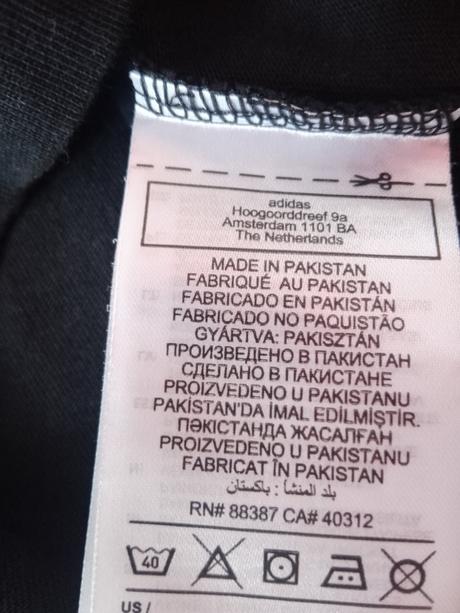 adidas
Hoogoorddreef 9a
Amsterdam 1101 BA
The Netherlands
MADE IN PAKISTAN
FABRIQUÉ AU PAKISTAN
FABRICADO EN PAKISTÁN
FABRICADO NO PAQUISTÃO
GYÁRTVA: PAKISZTÁN
ПРОИЗВЕДЕНО В ПАКИСТАН
СДЕЛАНО В ПАКИСТАНЕ
PROIZVEDENO U PAKISTANU
PAKİSTAN'DA İMAL EDİLMİŞTİR.
ПӘКІСТАНДА ЖАСАЛҒАН
PROIZVEDENO U PAKISTANU
FABRICAT ÎN PAKISTAN
بلد المنشأ : باكستان
RN# 88387 CA# 40312
40
US /